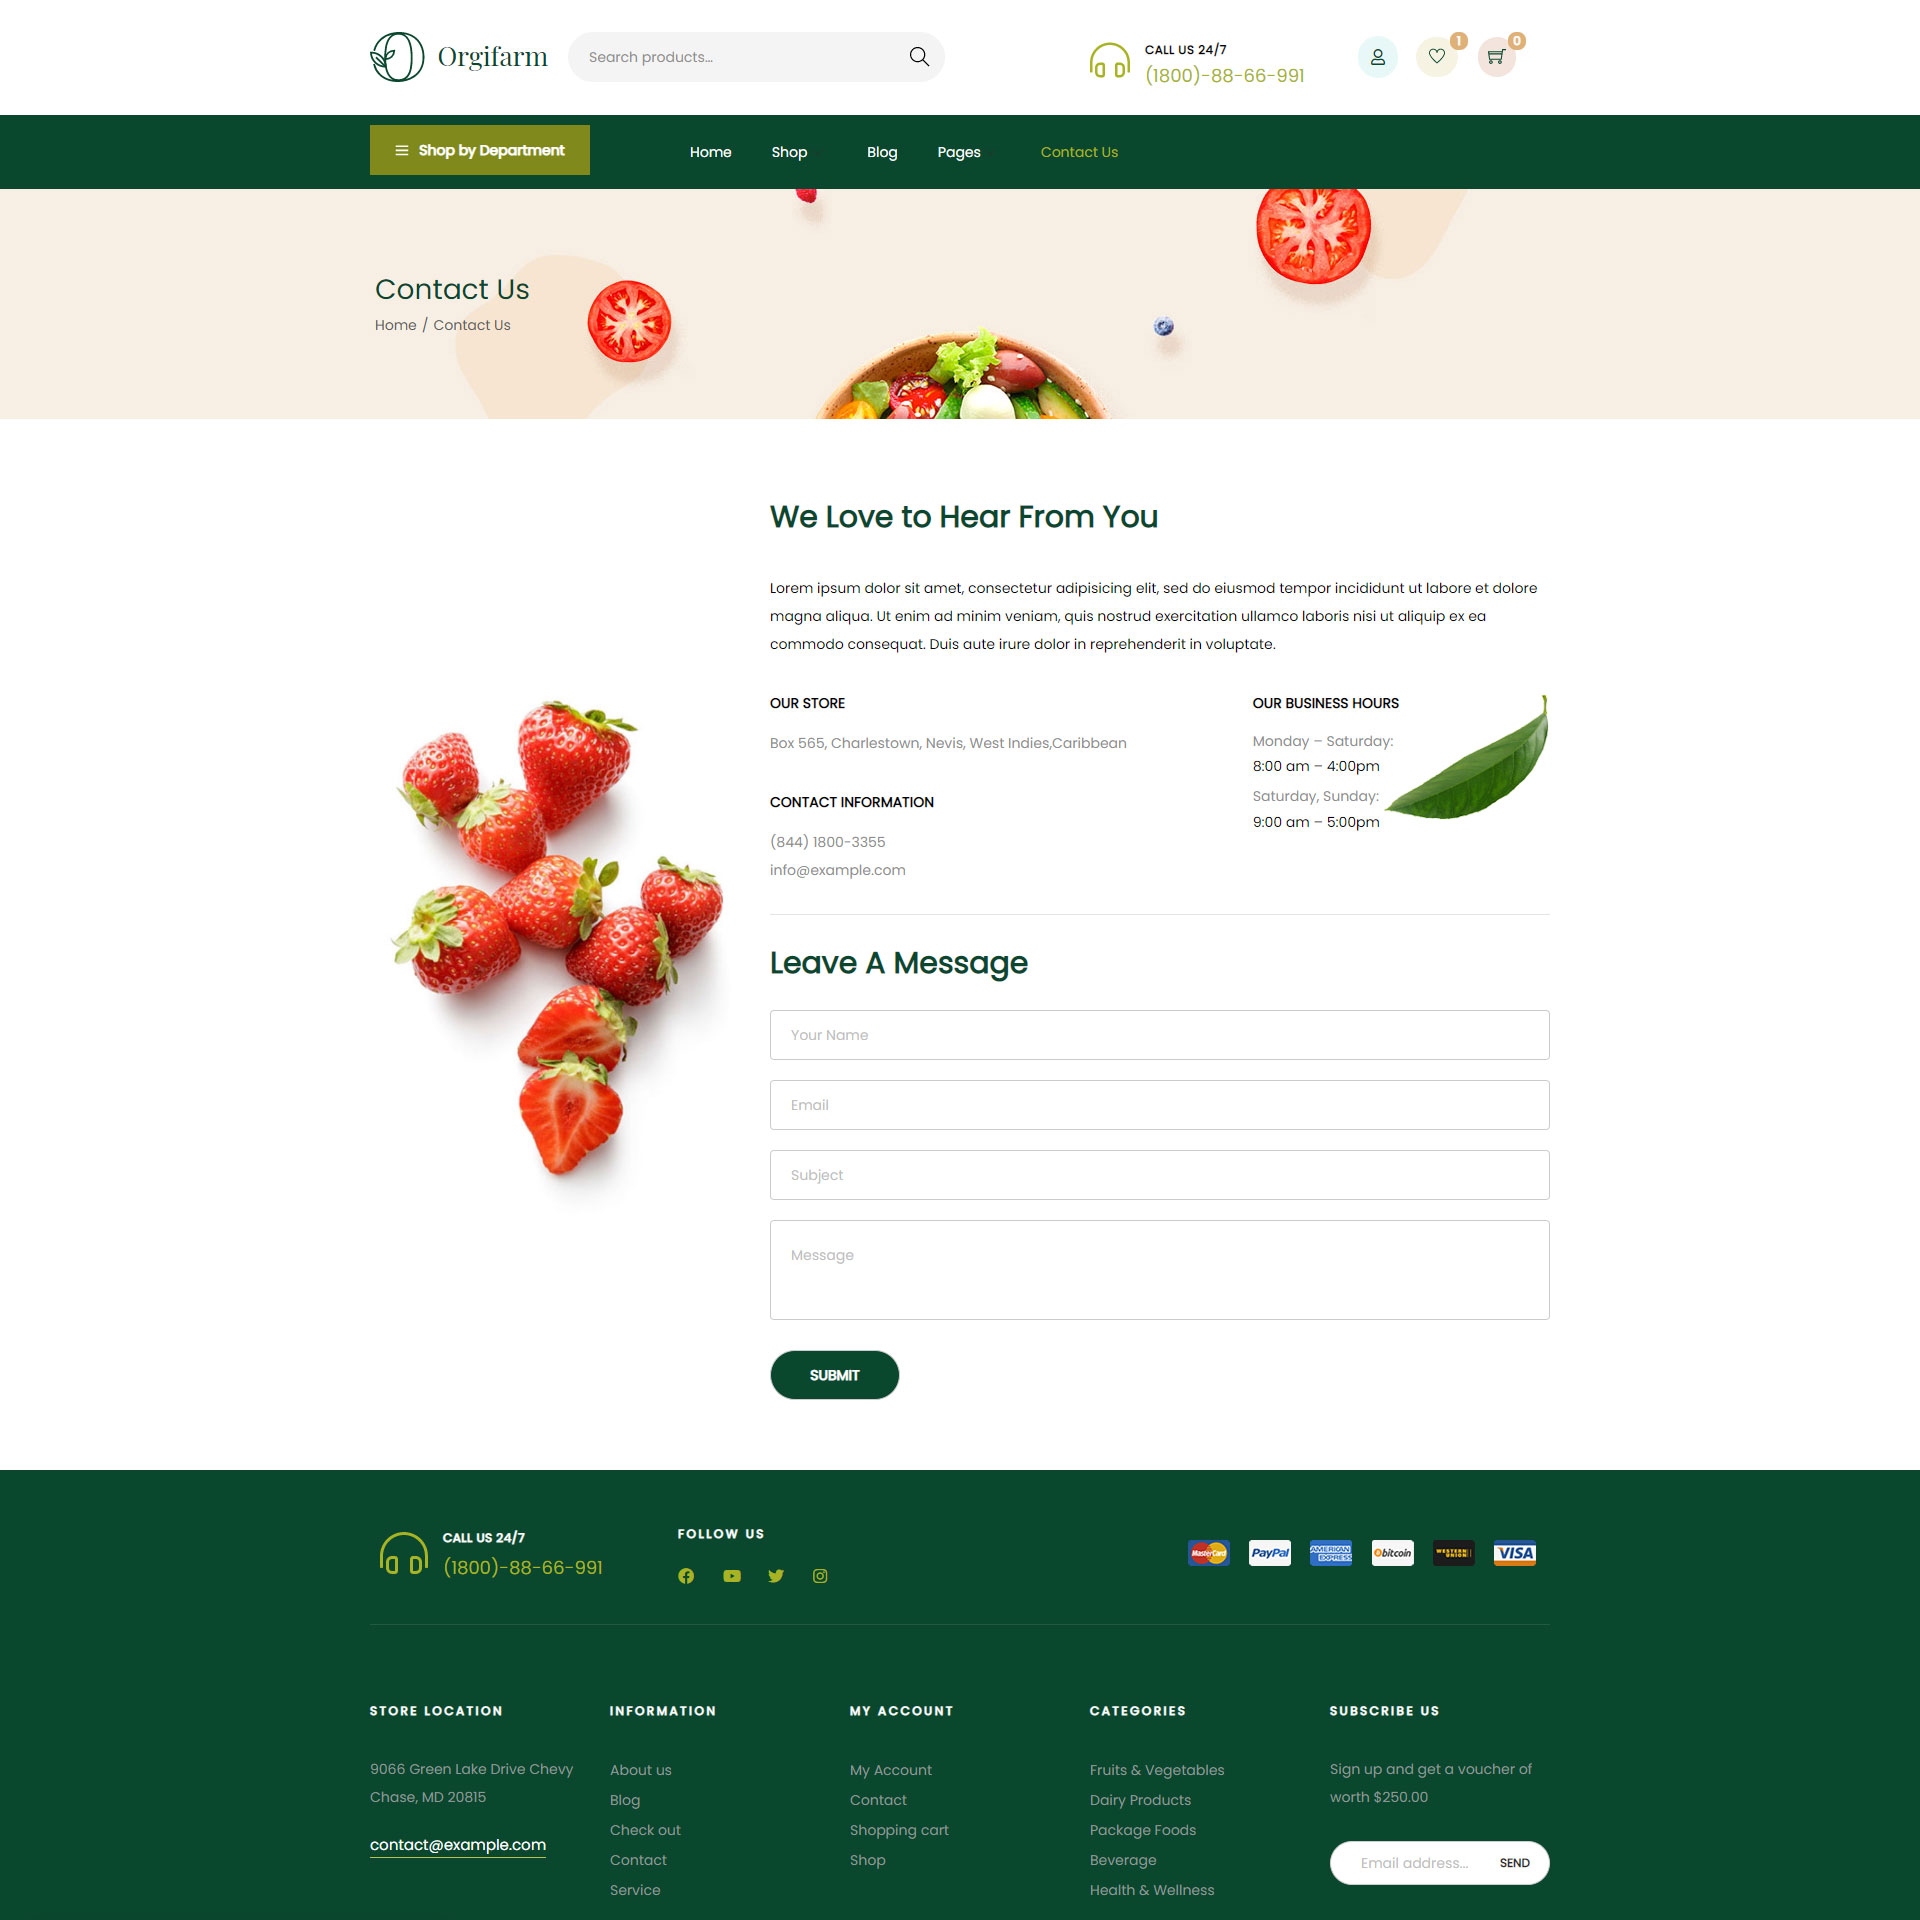 Orgifarm
Search products...
CALL US 24/7
(1800)-88-66-991
1
0
Shop by Department
Home
Shop
Blog
Pages
Contact Us
Contact Us
Home / Contact Us
We Love to Hear From You
Lorem ipsum dolor sit amet, consectetur adipisicing elit, sed do eiusmod tempor incididunt ut labore et dolore
magna aliqua. Ut enim ad minim veniam, quis nostrud exercitation ullamco laboris nisi ut aliquip ex ea
commodo consequat. Duis aute irure dolor in reprehenderit in voluptate.
OUR STORE
Box 565, Charlestown, Nevis, West Indies,Caribbean
CONTACT INFORMATION
(844) 1800-3355
info@example.com
OUR BUSINESS HOURS
Monday – Saturday:
8:00 am – 4:00pm
Saturday, Sunday:
9:00 am – 5:00pm
Leave A Message
Your Name
Email
Subject
Message
SUBMIT
CALL US 24/7
(1800)-88-66-991
FOLLOW US
MasterCard
PayPal
AMERICAN EXPRESS
bitcoin
WESTERN UNION
VISA
STORE LOCATION
9066 Green Lake Drive Chevy
Chase, MD 20815
contact@example.com
INFORMATION
About us
Blog
Check out
Contact
Service
MY ACCOUNT
My Account
Contact
Shopping cart
Shop
CATEGORIES
Fruits & Vegetables
Dairy Products
Package Foods
Beverage
Health & Wellness
SUBSCRIBE US
Sign up and get a voucher of
worth $250.00
Email address...
SEND